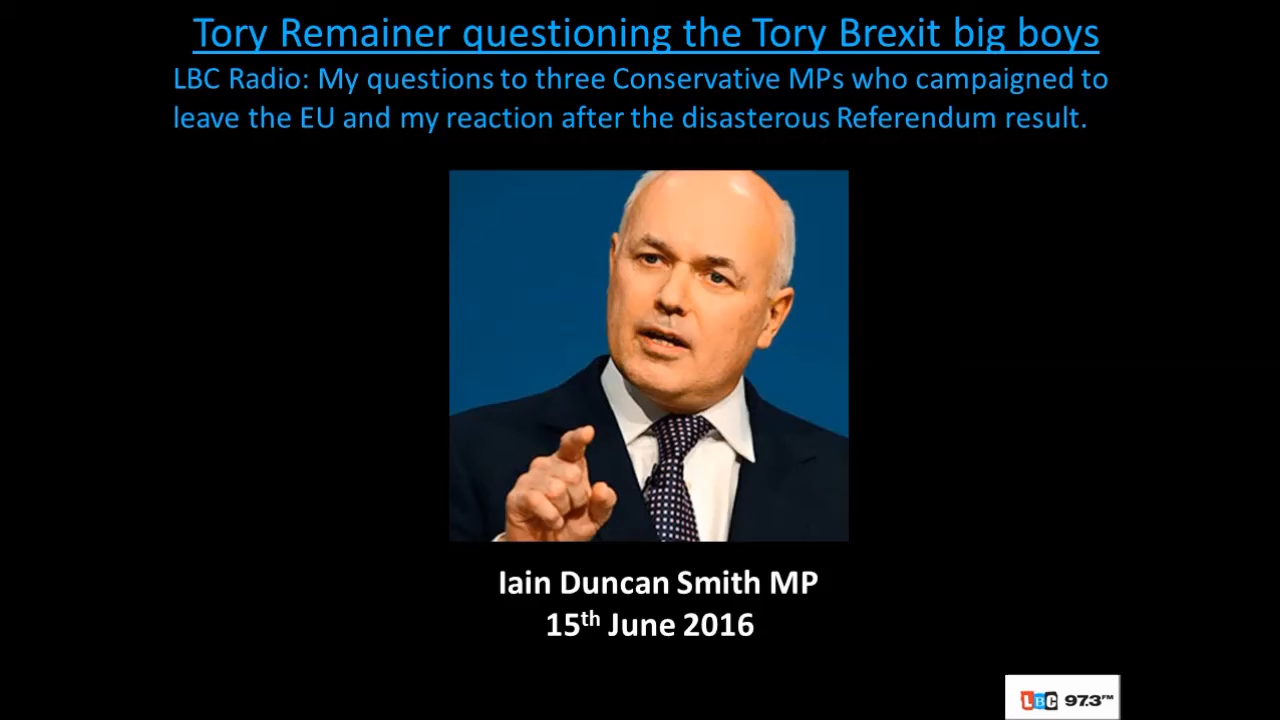 Tory Remainer questioning the Tory Brexit big boys
LBC Radio: My questions to three Conservative MPs who campaigned to
leave the EU and my reaction after the disasterous Referendum result.
Iain Duncan Smith MP
15th June 2016
LBC 97.3 FM